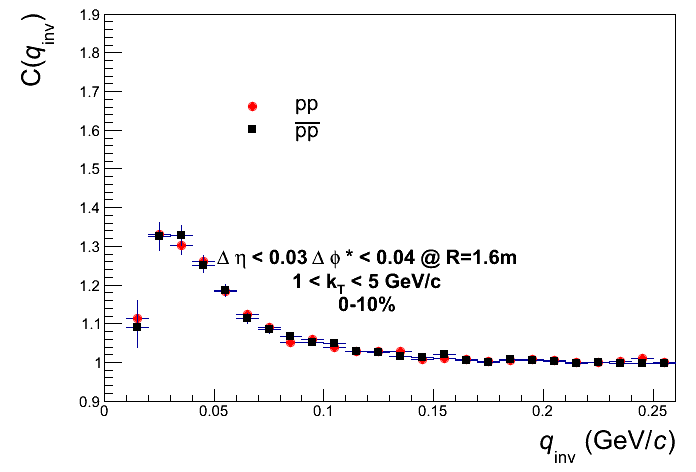 C(q_inv)
1.9
1.8
1.7
1.6
1.5
1.4
1.3
1.2
1.1
1
0.9
pp
p̅p̅
Δ η < 0.03 Δ ϕ * < 0.04 @ R=1.6m
1 < k_T < 5 GeV/c
0-10%
0 0.05 0.1 0.15 0.2 0.25
q_inv (GeV/c)